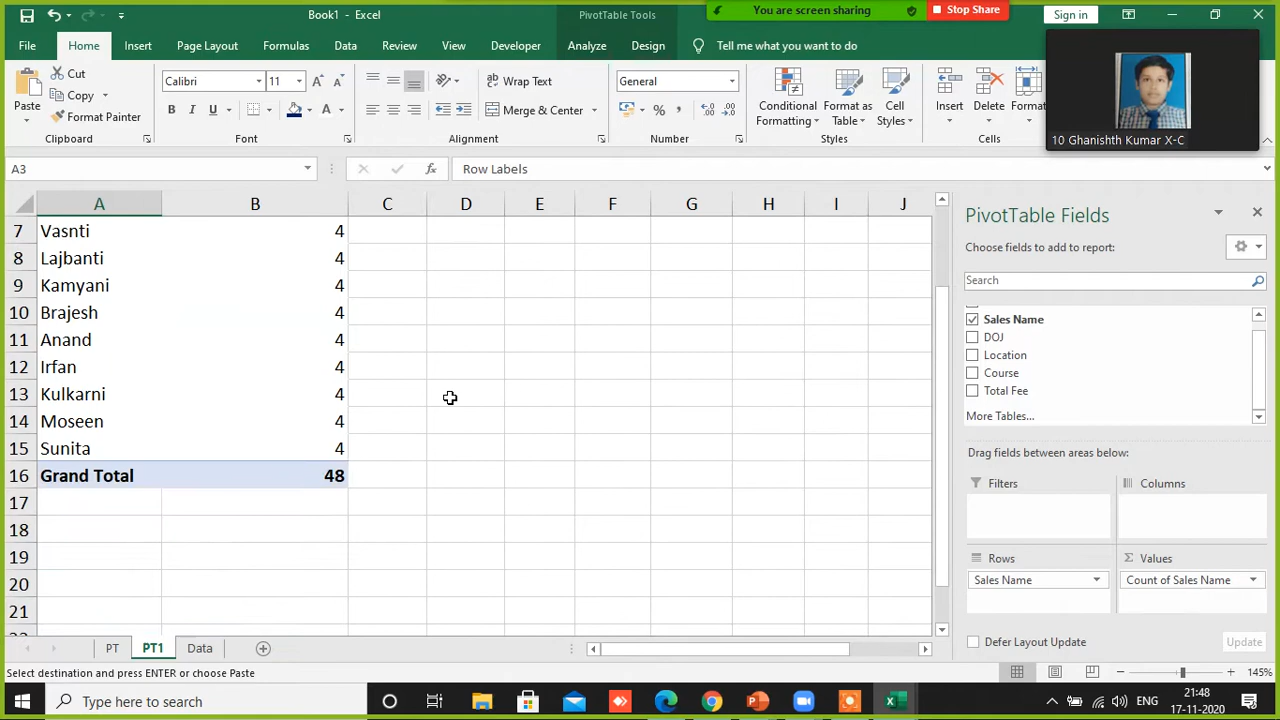 Book1 - Excel
PivotTable Tools
You are screen sharing
Stop Share
Sign in
File
Home
Insert
Page Layout
Formulas
Data
Review
View
Developer
Analyze
Design
Tell me what you want to do
Paste
Cut
Copy
Format Painter
Clipboard
Calibri
11
B I U
Font
Wrap Text
Merge & Center
Alignment
General
Number
Conditional Formatting
Format as Table
Cell Styles
Styles
Insert
Delete
Format
Cells
10 Ghanishth Kumar X-C
A3
fx
Row Labels
A B C D E F G H I J
7 Vasnti 4
8 Lajbanti 4
9 Kamyani 4
10 Brajesh 4
11 Anand 4
12 Irfan 4
13 Kulkarni 4
14 Moseen 4
15 Sunita 4
16 Grand Total 48
17
18
19
20
21
PivotTable Fields
Choose fields to add to report:
Search
Sales Name
DOJ
Location
Course
Total Fee
More Tables...
Drag fields between areas below:
Filters
Columns
Rows
Values
Sales Name
Count of Sales Name
Defer Layout Update
Update
PT
PT1
Data
Select destination and press ENTER or choose Paste
145%
Type here to search
ENG
21:48
17-11-2020